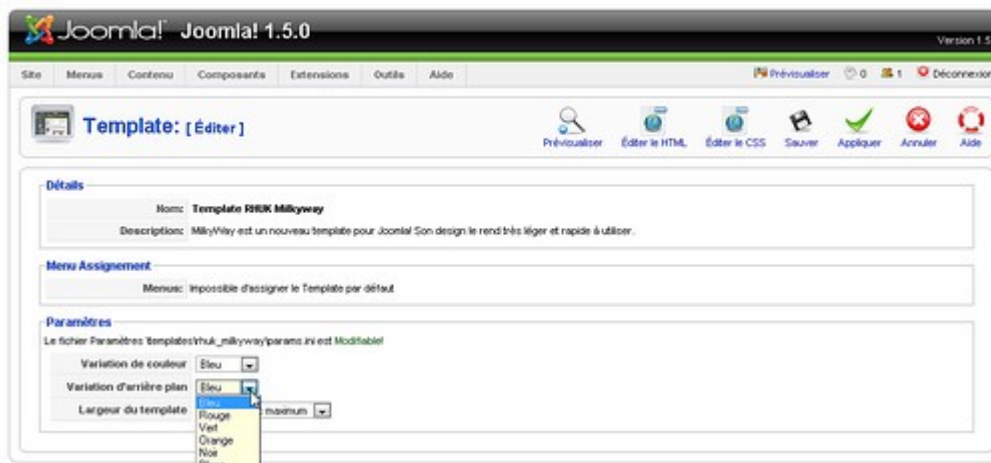 Joomla! Joomla! 1.5.0
Version 1.5
Site Menus Contenu Composants Extensions Outils Aide Prévisualiser 0 1 Déconnexion
Template: [ Éditer ]
Prévisualiser Éditer le HTML Éditer le CSS Sauver Appliquer Annuler Aide
Détails
Nom: Template RHUK Milkyway
Description: MilkyWay est un nouveau template pour Joomla! Son design le rend très léger et rapide à utiliser.
Menu Assignement
Menus: Impossible d'assigner le Template par défaut
Paramètres
Le fichier Paramètres \templates\rhuk_milkyway\params.ini est Modifiable!
Variation de couleur Bleu
Variation d'arrière plan Bleu
Bleu
Largeur du template maximum
Rouge
Vert
Orange
Noir